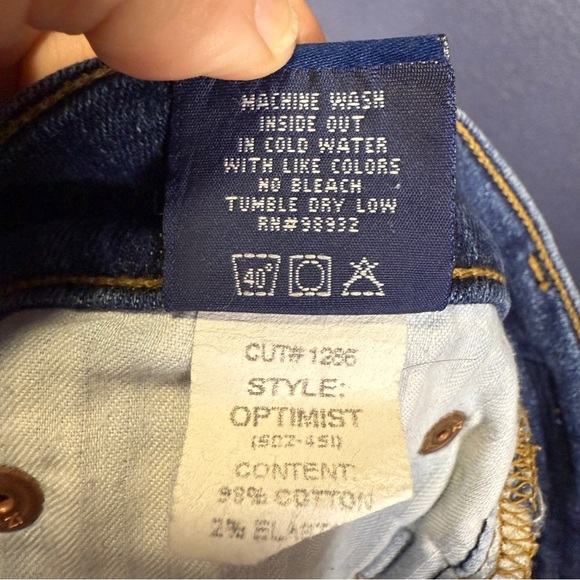 MACHINE WASH
INSIDE OUT
IN COLD WATER
WITH LIKE COLORS
NO BLEACH
TUMBLE DRY LOW
RN#98932
40°
CUT#1286
STYLE:
OPTIMIST
CONTENT:
98% COTTON
2%